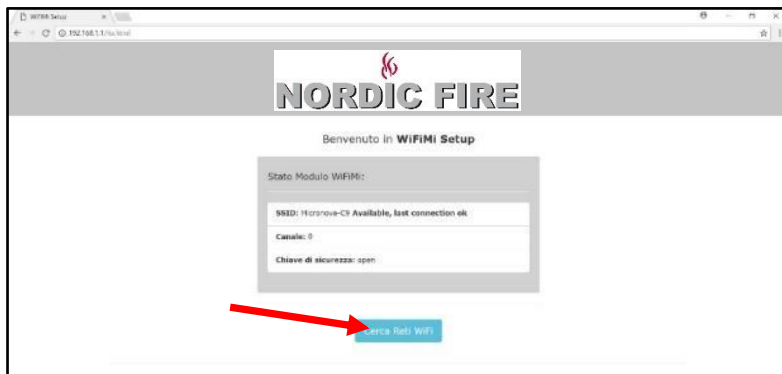 WiFiMi Setup
192.168.1.1
NORDIC FIRE
Benvenuto in WiFiMi Setup
Stato Modulo WiFiMi:
SSID: Micronova-C9 Available, last connection ok
Canale: 0
Chiave di sicurezza: open
Cerca Reti WiFi